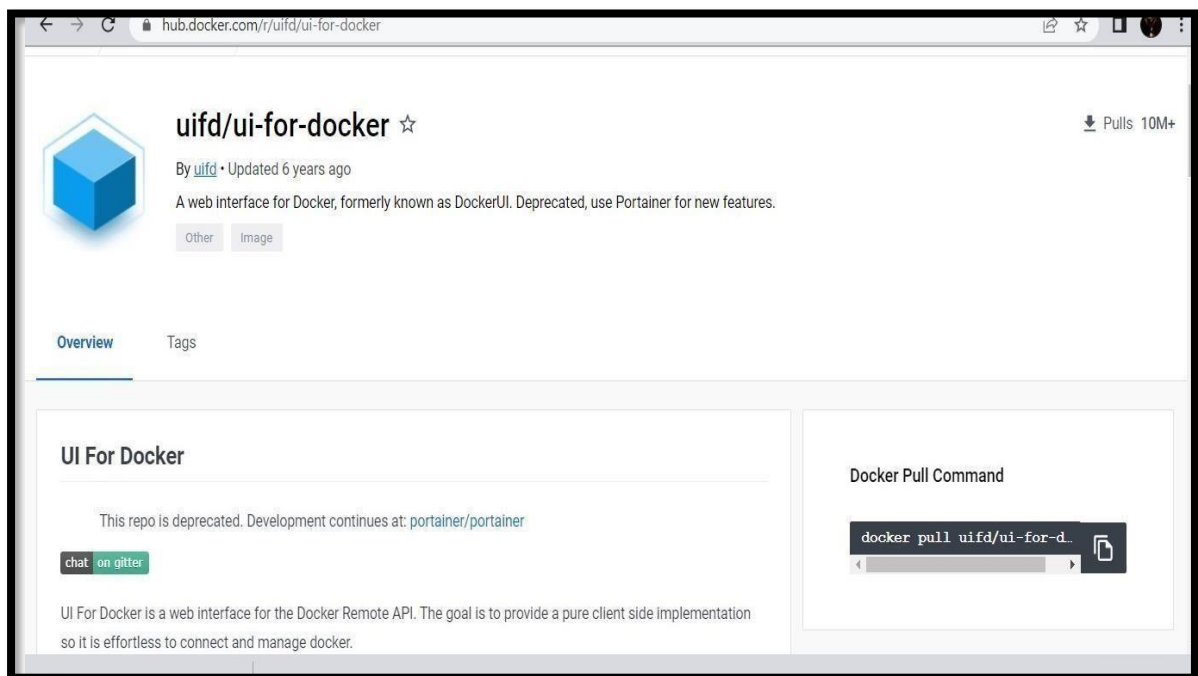 hub.docker.com/r/uifd/ui-for-docker
uifd/ui-for-docker
Pulls 10M+
By uifd • Updated 6 years ago
A web interface for Docker, formerly known as DockerUI. Deprecated, use Portainer for new features.
Other Image
Overview Tags
UI For Docker
This repo is deprecated. Development continues at: portainer/portainer
chat on gitter
UI For Docker is a web interface for the Docker Remote API. The goal is to provide a pure client side implementation
so it is effortless to connect and manage docker.
Docker Pull Command
docker pull uifd/ui-for-d…